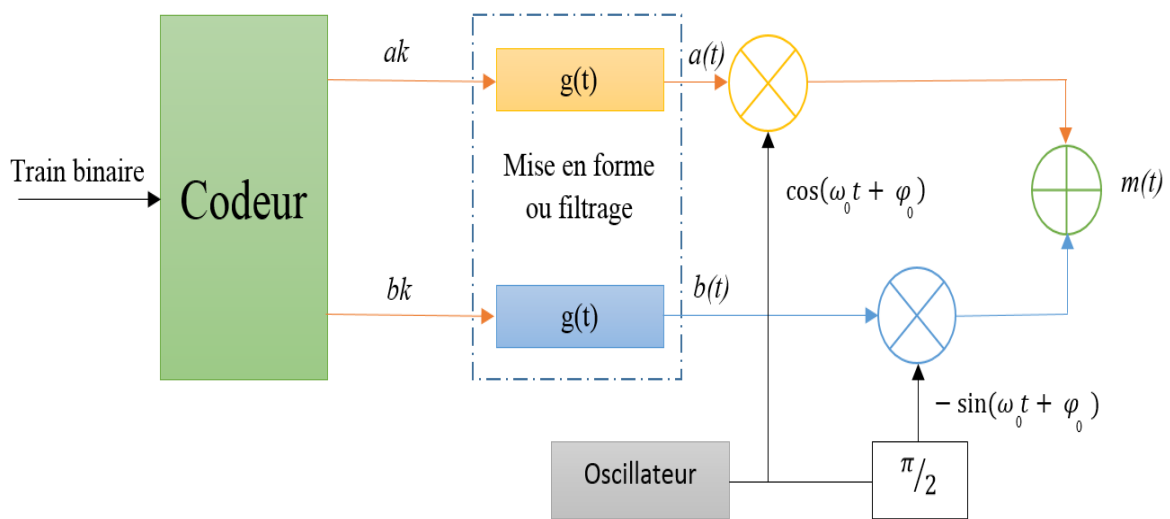 ak
g(t)
a(t)
Train binaire
Codeur
Mise en forme
ou filtrage
cos(ω₀t + φ₀)
m(t)
bk
g(t)
b(t)
− sin(ω₀t + φ₀)
Oscillateur
π/2